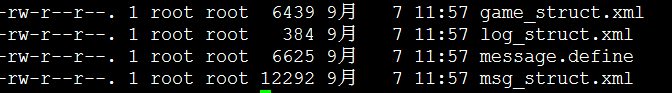 -rw-r--r--. 1 root root  6439 9月   7 11:57 game_struct.xml
-rw-r--r--. 1 root root   384 9月   7 11:57 log_struct.xml
-rw-r--r--. 1 root root  6625 9月   7 11:57 message.define
-rw-r--r--. 1 root root 12292 9月   7 11:57 msg_struct.xml